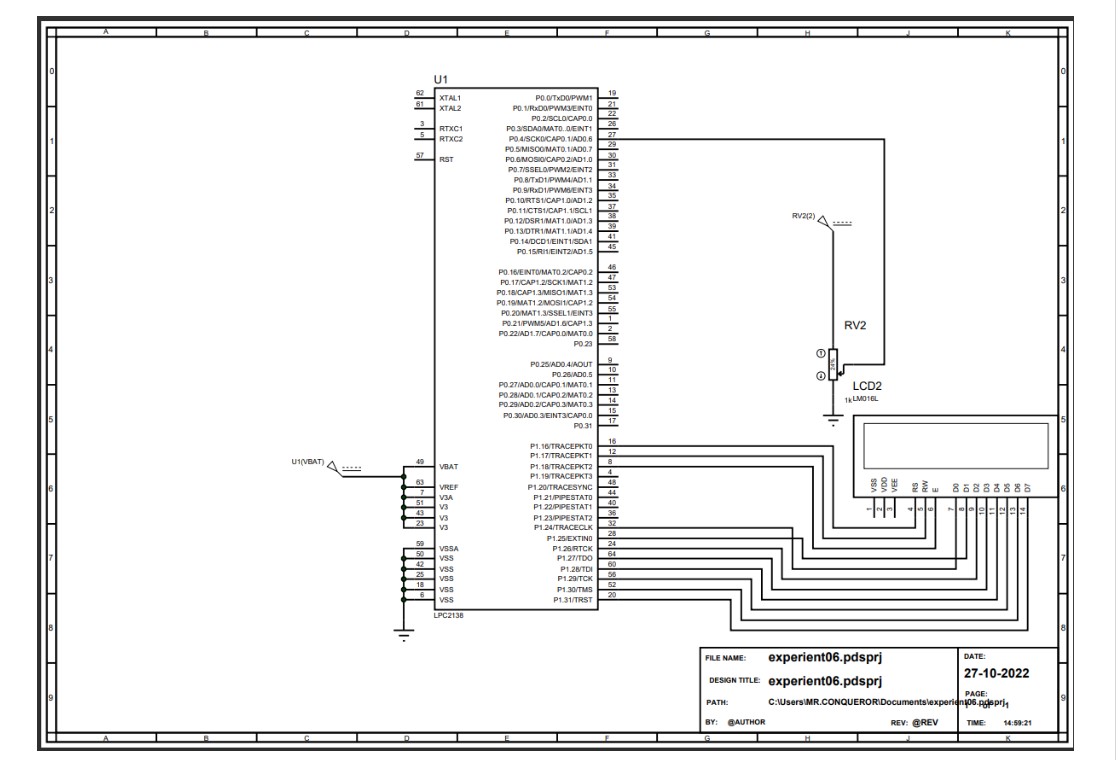 A B C D E F G H J K
0 0
1 1
2 2
3 3
4 4
5 5
6 6
7 7
8 8
9 9
U1
62 XTAL1 P0.0/TxD0/PWM1 19
61 XTAL2 P0.1/RxD0/PWM3/EINT0 21
P0.2/SCL0/CAP0.0 22
3 RTXC1 P0.3/SDA0/MAT0..0/EINT1 26
5 RTXC2 P0.4/SCK0/CAP0.1/AD0.6 27
P0.5/MISO0/MAT0.1/AD0.7 29
57 RST P0.6/MOSI0/CAP0.2/AD1.0 30
P0.7/SSEL0/PWM2/EINT2 31
P0.8/TxD1/PWM4/AD1.1 33
P0.9/RxD1/PWM6/EINT3 34
P0.10/RTS1/CAP1.0/AD1.2 35
P0.11/CTS1/CAP1.1/SCL1 37
P0.12/DSR1/MAT1.0/AD1.3 38
P0.13/DTR1/MAT1.1/AD1.4 39
P0.14/DCD1/EINT1/SDA1 41
P0.15/RI1/EINT2/AD1.5 45
P0.16/EINT0/MAT0.2/CAP0.2 46
P0.17/CAP1.2/SCK1/MAT1.2 47
P0.18/CAP1.3/MISO1/MAT1.3 53
P0.19/MAT1.2/MOSI1/CAP1.2 54
P0.20/MAT1.3/SSEL1/EINT3 55
P0.21/PWM5/AD1.6/CAP1.3 1
P0.22/AD1.7/CAP0.0/MAT0.0 2
P0.23 58
P0.25/AD0.4/AOUT 9
P0.26/AD0.5 10
P0.27/AD0.0/CAP0.1/MAT0.1 11
P0.28/AD0.1/CAP0.2/MAT0.2 13
P0.29/AD0.2/CAP0.3/MAT0.3 14
P0.30/AD0.3/EINT3/CAP0.0 15
P0.31 17
P1.16/TRACEPKT0 16
P1.17/TRACEPKT1 12
49 VBAT P1.18/TRACEPKT2 8
P1.19/TRACEPKT3 4
63 VREF P1.20/TRACESYNC 48
7 V3A P1.21/PIPESTAT0 44
51 V3 P1.22/PIPESTAT1 40
43 V3 P1.23/PIPESTAT2 36
23 V3 P1.24/TRACECLK 32
P1.25/EXTIN0 28
59 VSSA P1.26/RTCK 24
50 VSS P1.27/TDO 64
42 VSS P1.28/TDI 60
25 VSS P1.29/TCK 56
18 VSS P1.30/TMS 52
6 VSS P1.31/TRST 20
LPC2138
U1(VBAT)
RV2(2)
RV2
24%
1k
LCD2
LM016L
VSS VDD VEE RS RW E D0 D1 D2 D3 D4 D5 D6 D7
1 2 3 4 5 6 7 8 9 10 11 12 13 14
FILE NAME: experient06.pdsprj
DESIGN TITLE: experient06.pdsprj
PATH: C:\Users\MR.CONQUEROR\Documents\experient06.pdsprj
BY: @AUTHOR REV: @REV
DATE:
27-10-2022
PAGE:
TIME: 14:59:21
A B C D E F G H J K